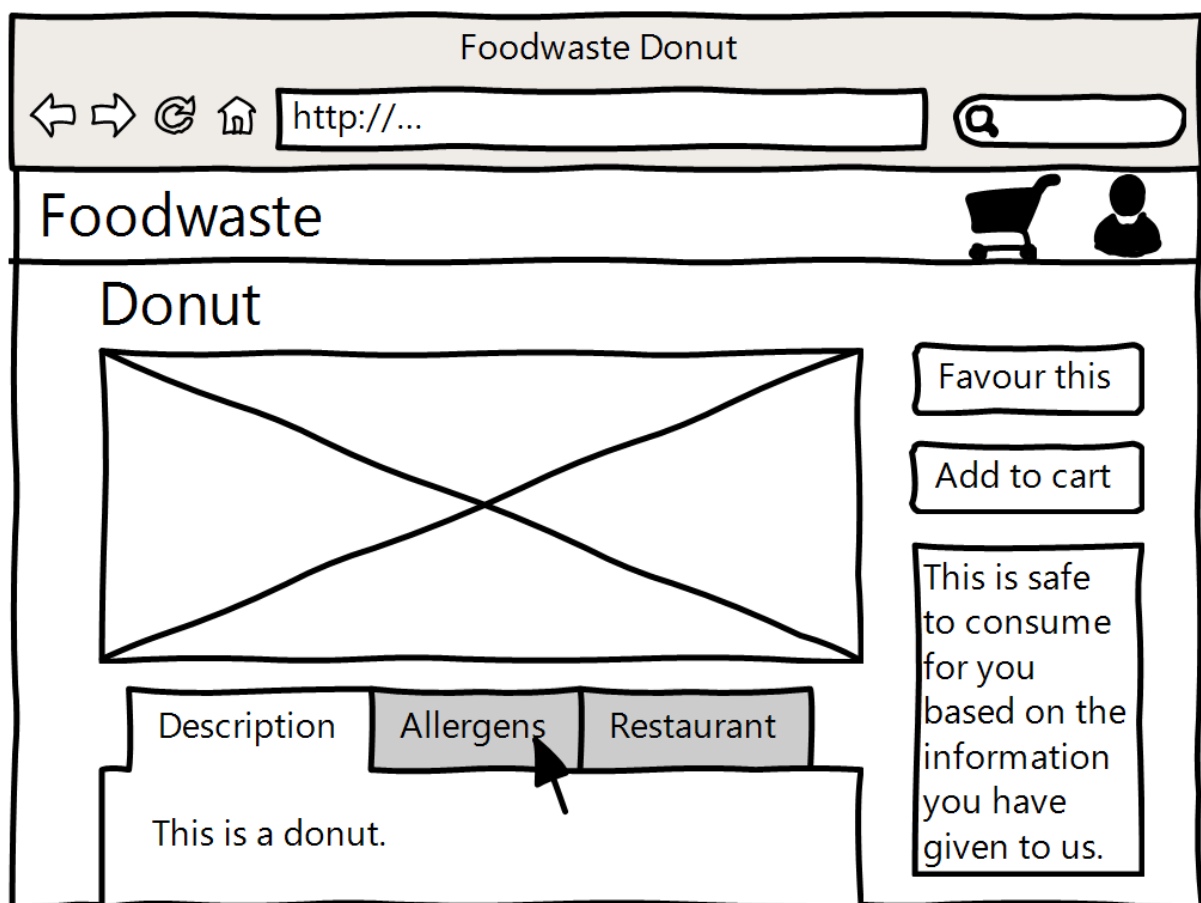 Foodwaste Donut
http://...
Foodwaste
Donut
Favour this
Add to cart
This is safe
to consume
for you
based on the
information
you have
given to us.
Description
Allergens
Restaurant
This is a donut.